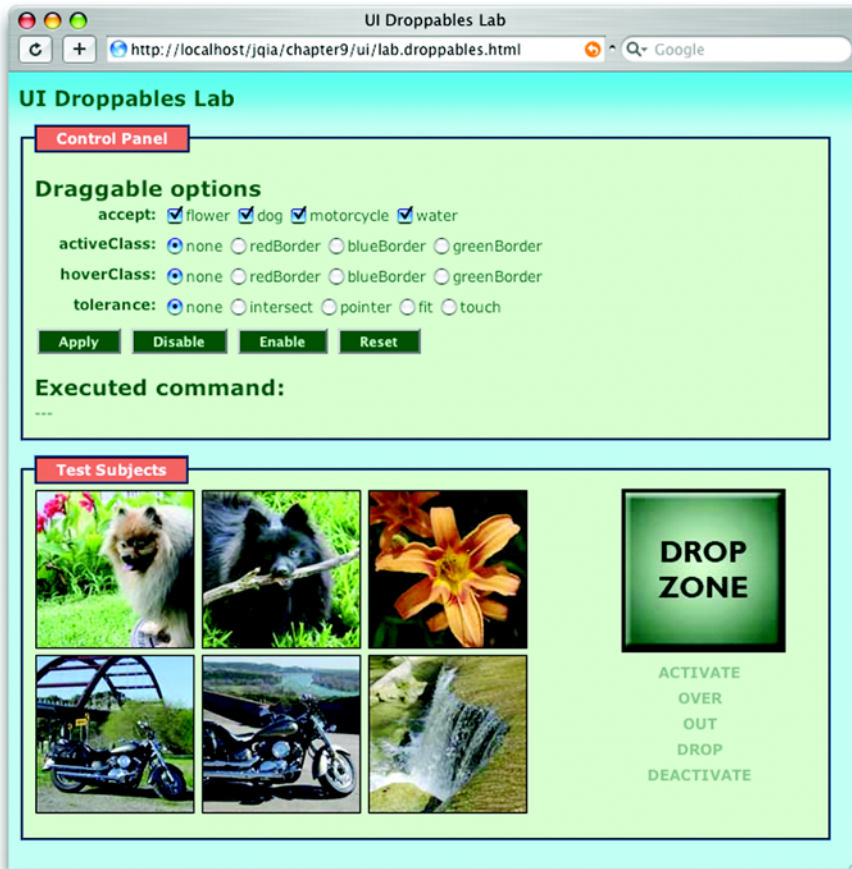 UI Droppables Lab
http://localhost/jqia/chapter9/ui/lab.droppables.html
Google
UI Droppables Lab
Control Panel
Draggable options
accept: flower dog motorcycle water
activeClass: none redBorder blueBorder greenBorder
hoverClass: none redBorder blueBorder greenBorder
tolerance: none intersect pointer fit touch
Apply Disable Enable Reset
Executed command:
---
Test Subjects
DROP
ZONE
ACTIVATE
OVER
OUT
DROP
DEACTIVATE